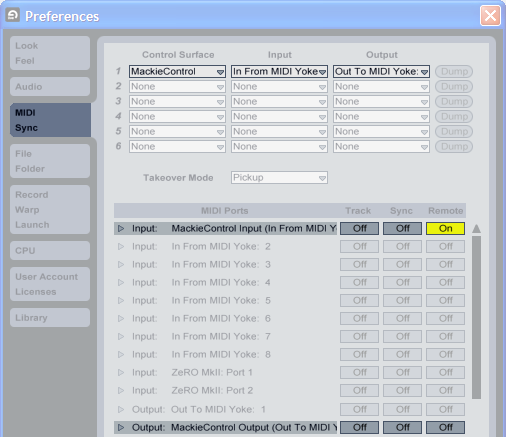 Preferences
Look
Feel
Audio
MIDI
Sync
File
Folder
Record
Warp
Launch
CPU
User Account
Licenses
Library
Control Surface Input Output
1 MackieControl In From MIDI Yoke Out To MIDI Yoke: Dump
2 None None None Dump
3 None None None Dump
4 None None None Dump
5 None None None Dump
6 None None None Dump
Takeover Mode Pickup
MIDI Ports Track Sync Remote
Input: MackieControl Input (In From MIDI Y Off Off On
Input: In From MIDI Yoke: 2 Off Off Off
Input: In From MIDI Yoke: 3 Off Off Off
Input: In From MIDI Yoke: 4 Off Off Off
Input: In From MIDI Yoke: 5 Off Off Off
Input: In From MIDI Yoke: 6 Off Off Off
Input: In From MIDI Yoke: 7 Off Off Off
Input: In From MIDI Yoke: 8 Off Off Off
Input: ZeRO MkII: Port 1 Off Off Off
Input: ZeRO MkII: Port 2 Off Off Off
Output: Out To MIDI Yoke: 1 Off Off Off
Output: MackieControl Output (Out To MIDI Y Off Off Off